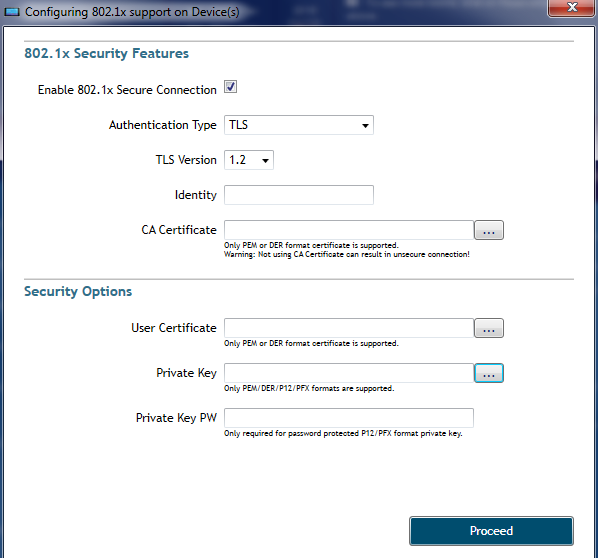 Configuring 802.1x support on Device(s)
802.1x Security Features
Enable 802.1x Secure Connection
Authentication Type TLS
TLS Version 1.2
Identity
CA Certificate ...
Only PEM or DER format certificate is supported.
Warning: Not using CA Certificate can result in unsecure connection!
Security Options
User Certificate ...
Only PEM or DER format certificate is supported.
Private Key ...
Only PEM/DER/P12/PFX formats are supported.
Private Key PW
Only required for password protected P12/PFX format private key.
Proceed